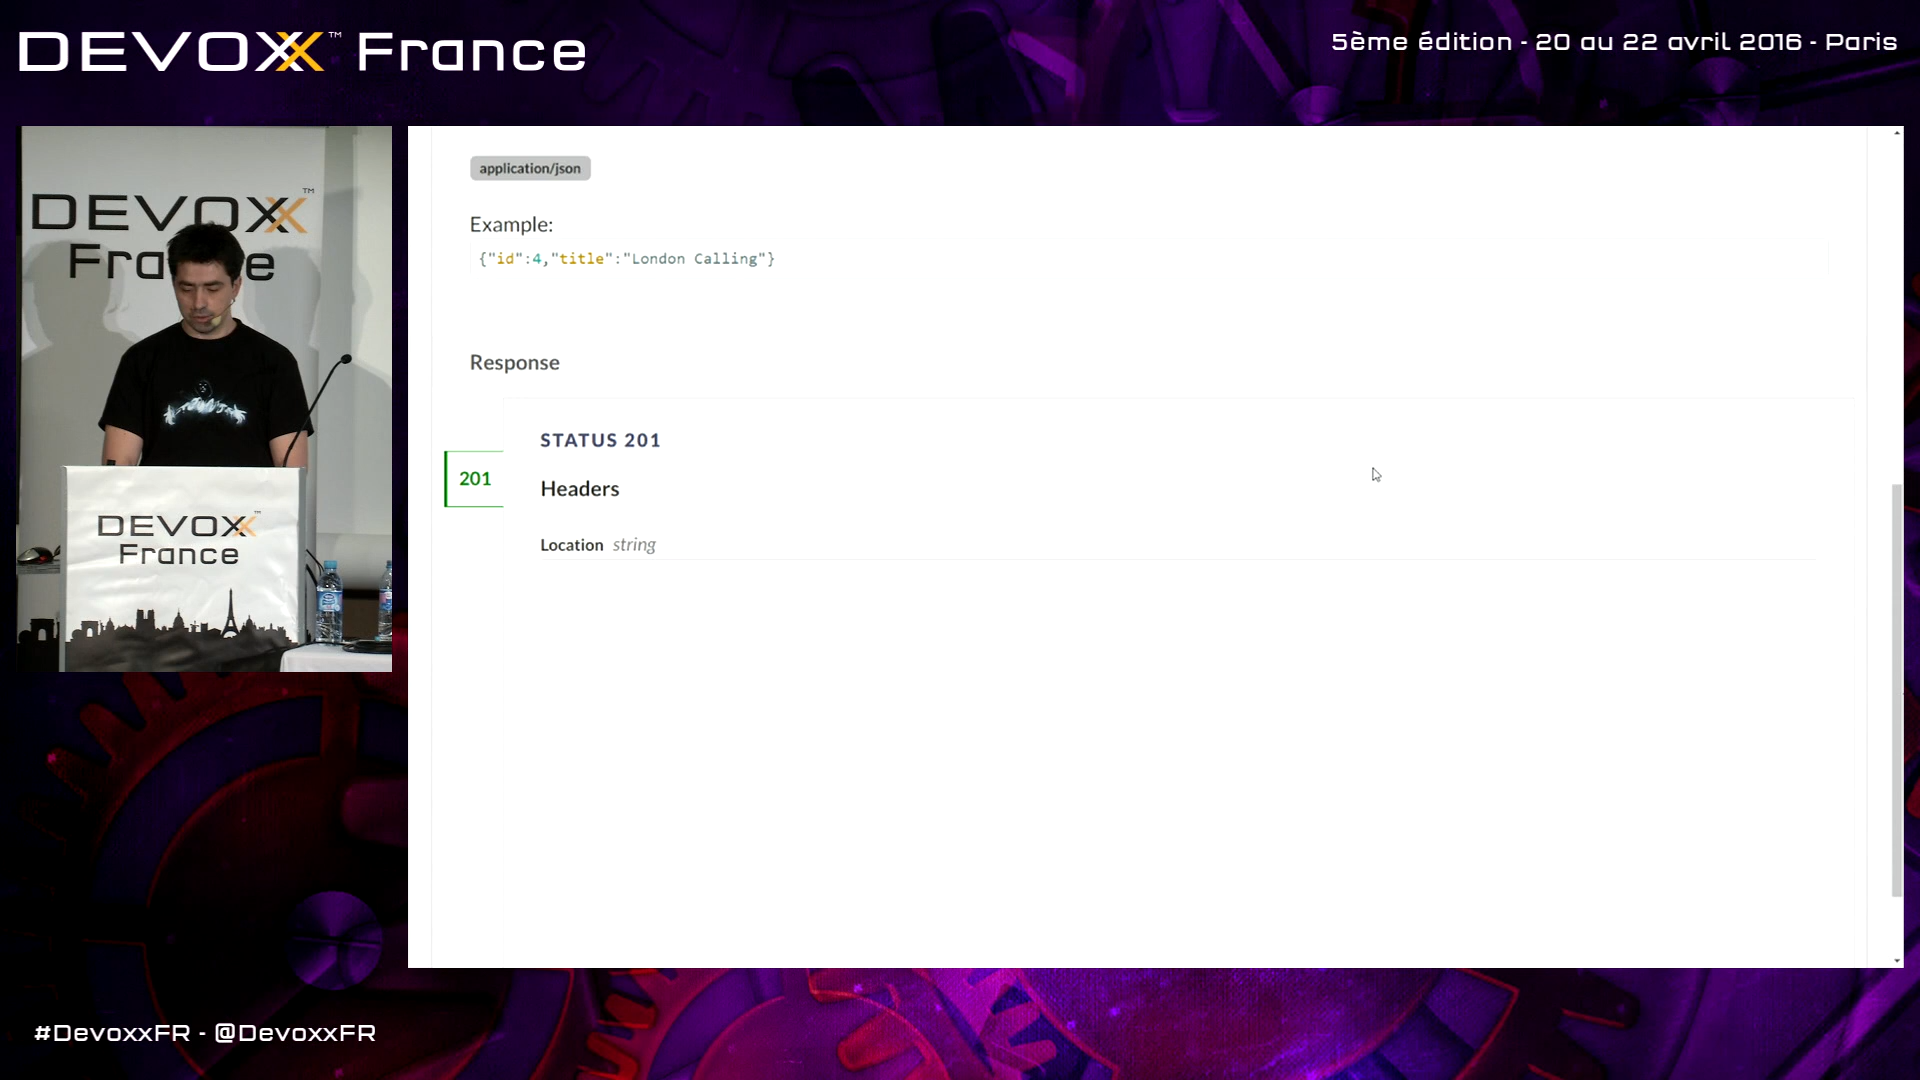 DEVOXX™ France
5ème édition - 20 au 22 avril 2016 - Paris
DEVOXX™
France
DEVOXX™
France
application/json
Example:
{"id":4,"title":"London Calling"}
Response
STATUS 201
201
Headers
Location string
#DevoxxFR - @DevoxxFR